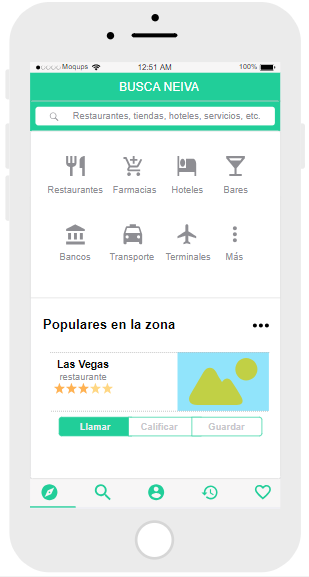 Moqups 12:51 AM 100%
BUSCA NEIVA
Restaurantes, tiendas, hoteles, servicios, etc.
Restaurantes Farmacias Hoteles Bares
Bancos Transporte Terminales Más
Populares en la zona
Las Vegas
restaurante
Llamar Calificar Guardar